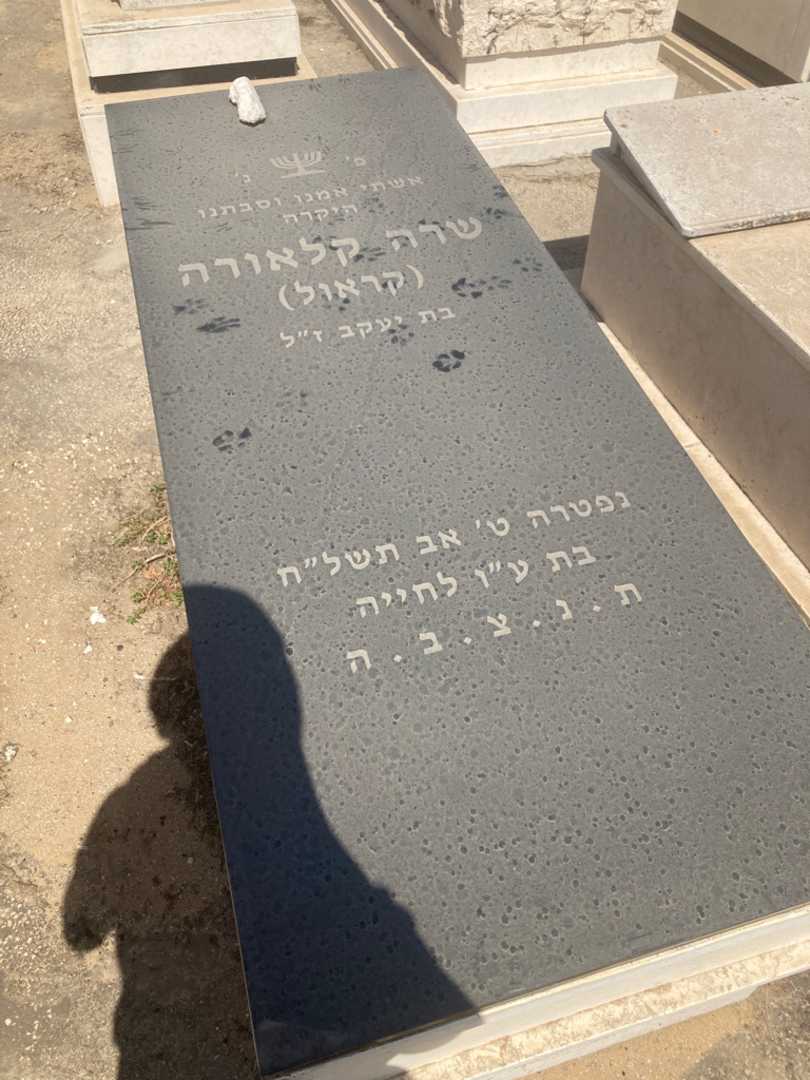 פ' נ'
אשתי אמנו וסבתנו
היקרה
שרה קלאורה
(קראול)
בת יעקב ז"ל
נפטרה ט' אב תשל"ח
בת ע"ו לחייה
ת . נ . צ . ב . ה